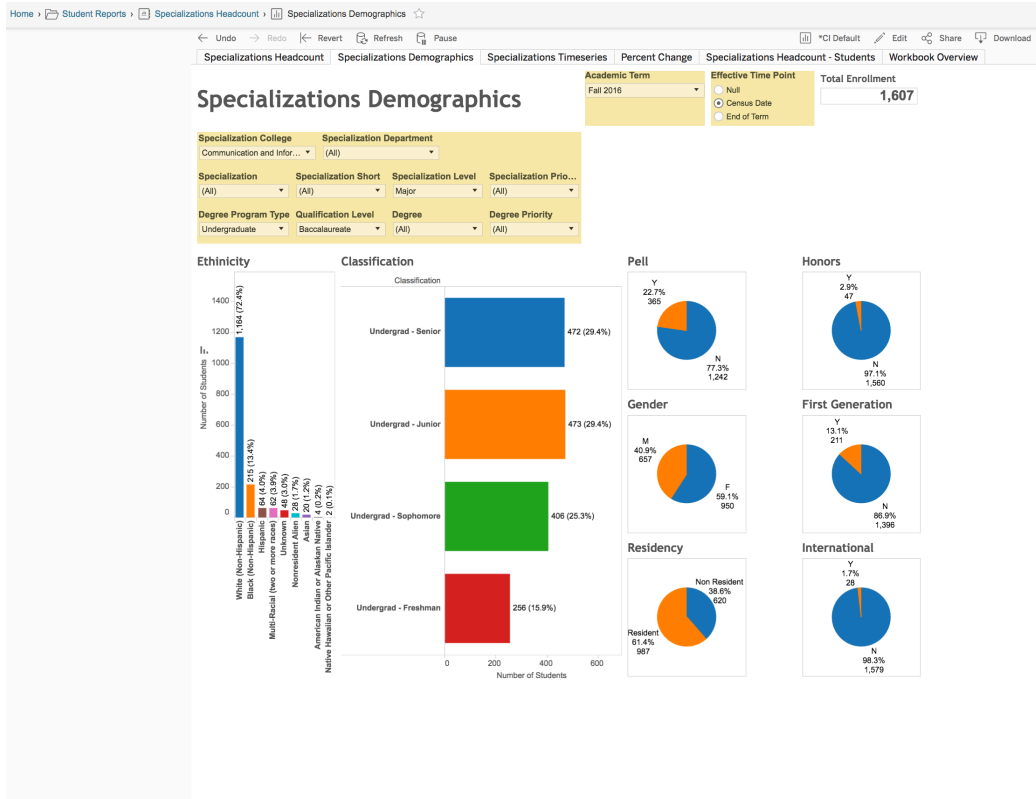 Home › Student Reports › Specializations Headcount › Specializations Demographics
Undo Redo Revert Refresh Pause *CI Default Edit Share Download
Specializations Headcount Specializations Demographics Specializations Timeseries Percent Change Specializations Headcount - Students Workbook Overview
Specializations Demographics
Academic Term
Fall 2016
Effective Time Point
Null
Census Date
End of Term
Total Enrollment
1,607
Specialization College Specialization Department
Communication and Infor... (All)
Specialization Specialization Short Specialization Level Specialization Prio...
(All) (All) Major (All)
Degree Program Type Qualification Level Degree Degree Priority
Undergraduate Baccalaureate (All) (All)
Ethinicity
Number of Students
1400
1200
1000
800
600
400
200
0
1,164 (72.4%)
215 (13.4%)
64 (4.0%)
62 (3.9%)
48 (3.0%)
28 (1.7%)
20 (1.2%)
4 (0.2%)
2 (0.1%)
White (Non-Hispanic)
Black (Non-Hispanic)
Hispanic
Multi-Racial (two or more races)
Unknown
Nonresident Alien
Asian
American Indian or Alaskan Native
Native Hawaiian or Other Pacific Islander
Classification
Classification
Undergrad - Senior 472 (29.4%)
Undergrad - Junior 473 (29.4%)
Undergrad - Sophomore 406 (25.3%)
Undergrad - Freshman 256 (15.9%)
0 200 400 600
Number of Students
Pell
Y
22.7%
365
N
77.3%
1,242
Honors
Y
2.9%
47
N
97.1%
1,560
Gender
M
40.9%
657
F
59.1%
950
First Generation
Y
13.1%
211
N
86.9%
1,396
Residency
Non Resident
38.6%
620
Resident
61.4%
987
International
Y
1.7%
28
N
98.3%
1,579